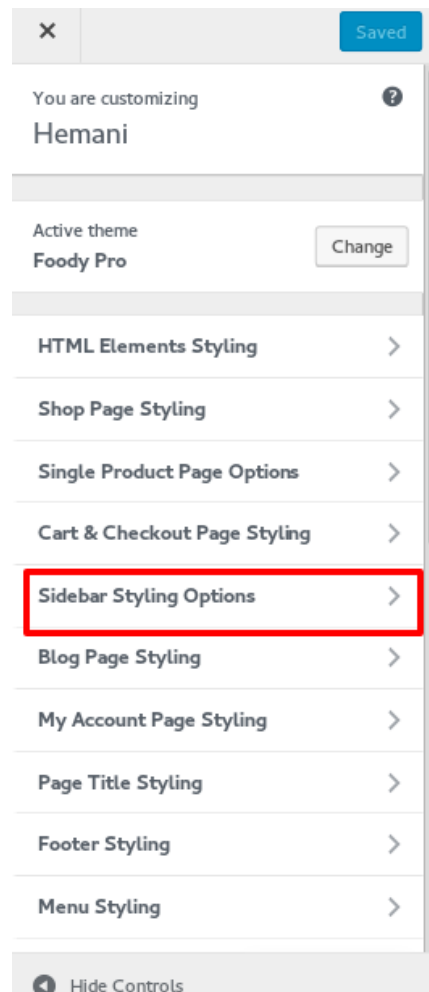 Saved
You are customizing
Hemani
Active theme
Foody Pro
Change
HTML Elements Styling
Shop Page Styling
Single Product Page Options
Cart & Checkout Page Styling
Sidebar Styling Options
Blog Page Styling
My Account Page Styling
Page Title Styling
Footer Styling
Menu Styling
Hide Controls